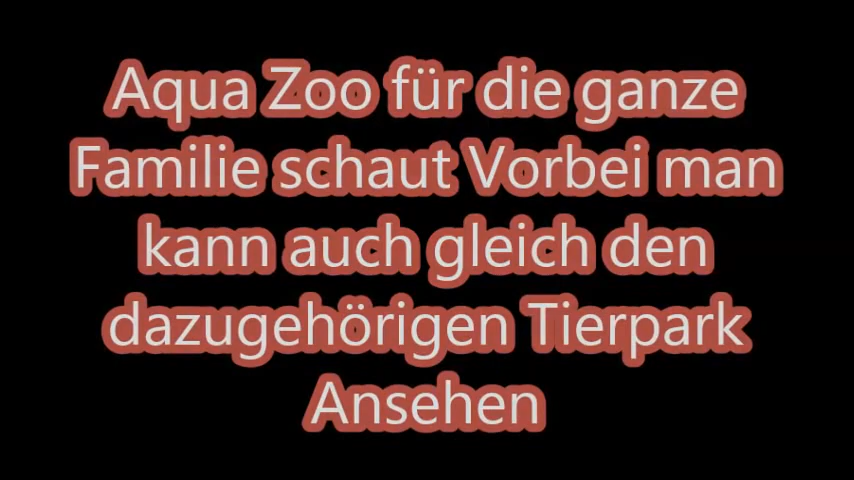 Aqua Zoo für die ganze
Familie schaut Vorbei man
kann auch gleich den
dazugehörigen Tierpark
Ansehen